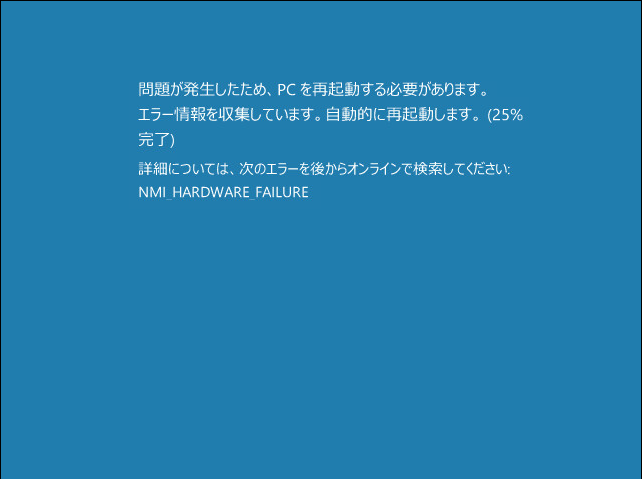 問題が発生したため、PC を再起動する必要があります。
エラー情報を収集しています。自動的に再起動します。(25%
完了)
詳細については、次のエラーを後からオンラインで検索してください:
NMI_HARDWARE_FAILURE